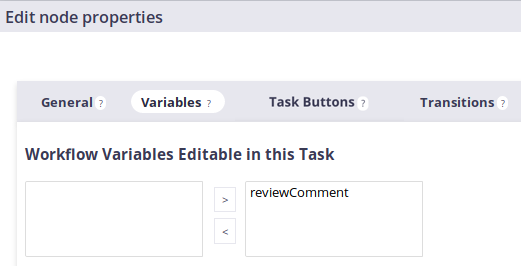 Edit node properties
General ? Variables ? Task Buttons ? Transitions ?
Workflow Variables Editable in this Task
reviewComment
>
<